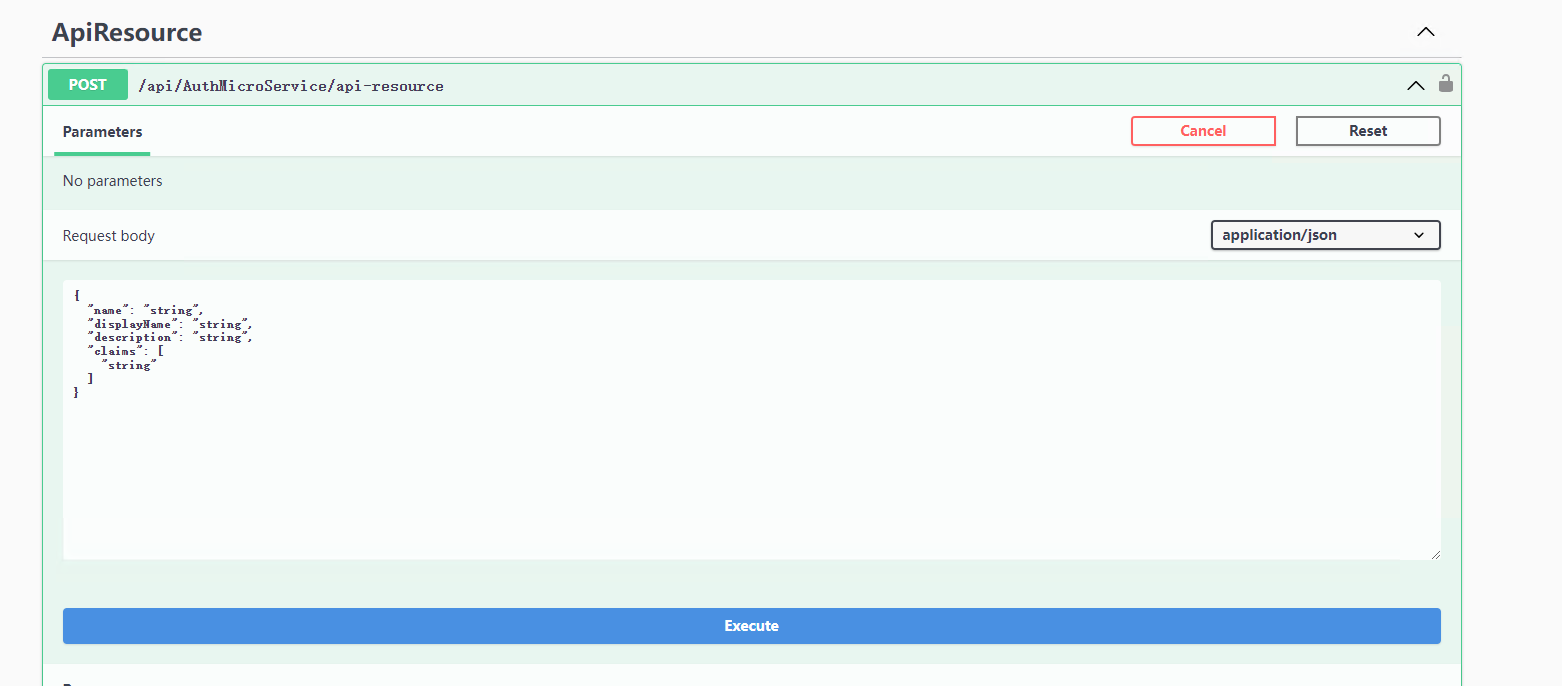 ApiResource
POST /api/AuthMicroService/api-resource
Parameters Cancel Reset
No parameters
Request body application/json
{
  "name": "string",
  "displayName": "string",
  "description": "string",
  "claims": [
    "string"
  ]
}
Execute